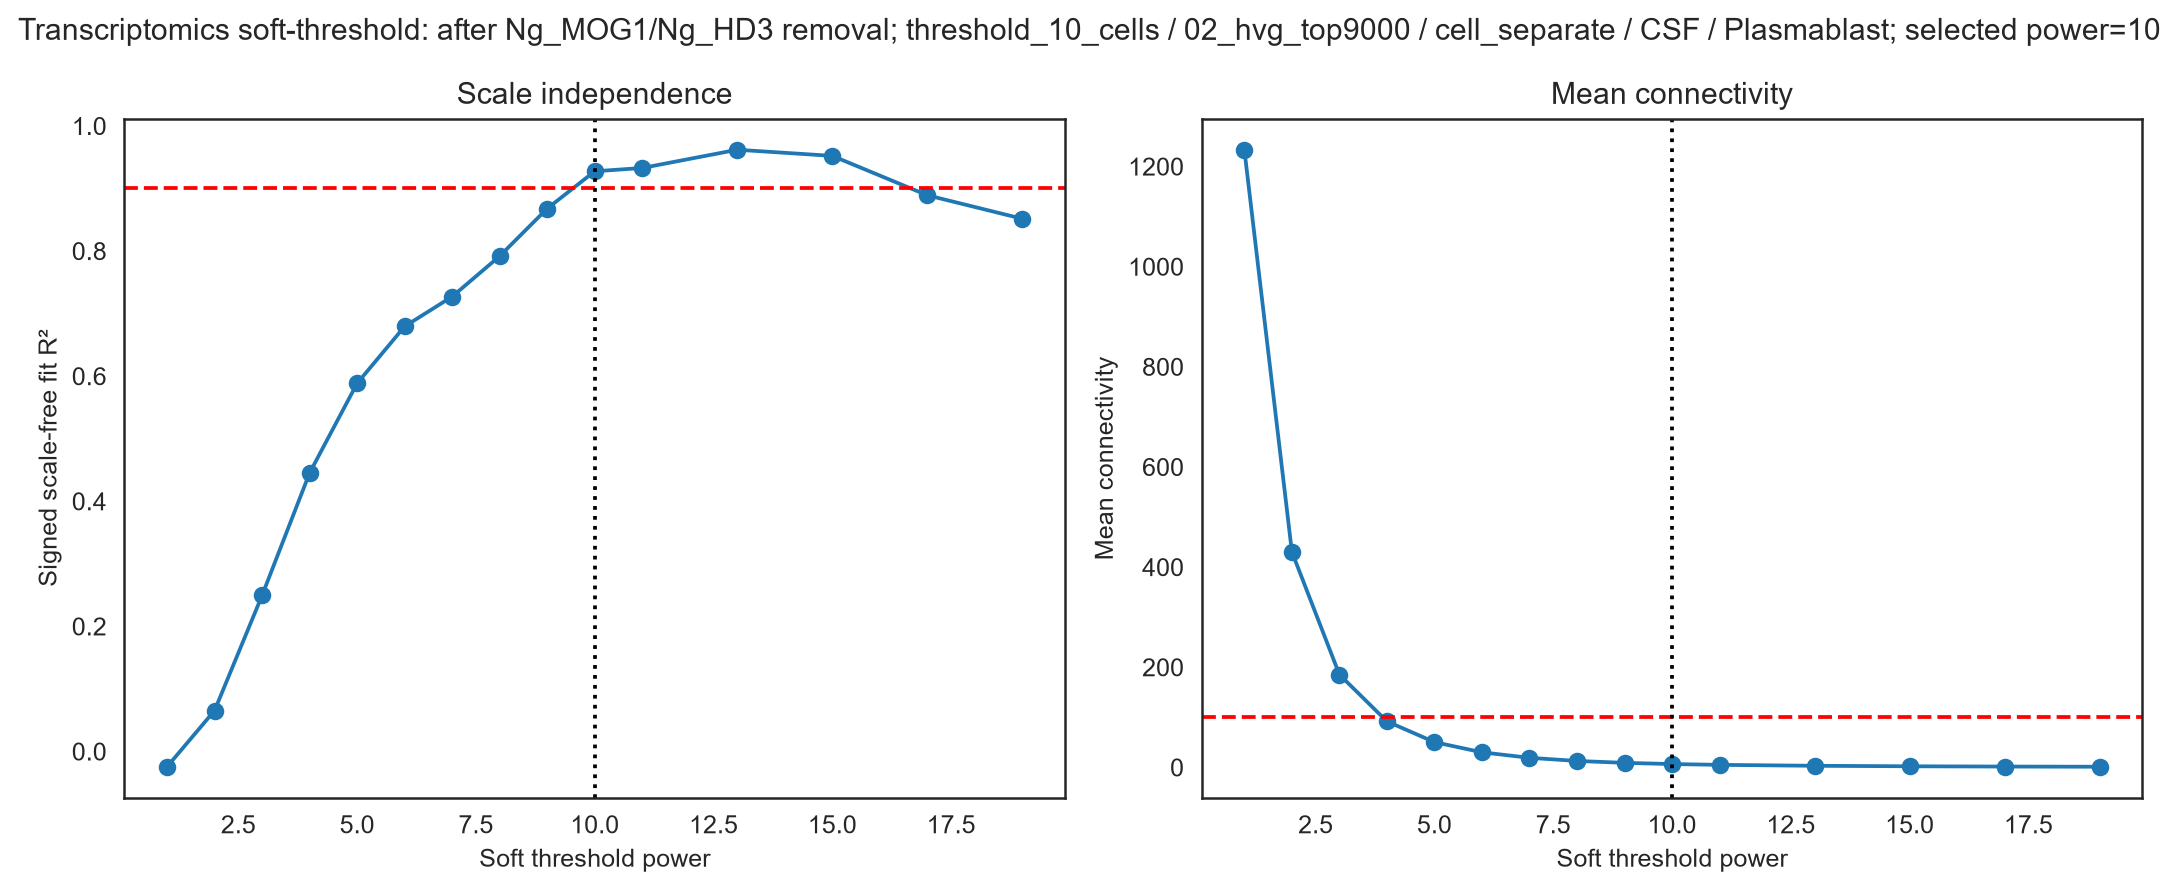 Transcriptomics soft-threshold: after Ng_MOG1/Ng_HD3 removal; threshold_10_cells / 02_hvg_top9000 / cell_separate / CSF / Plasmablast; selected power=10
Scale independence
1.0
0.8
0.6
0.4
0.2
0.0
Signed scale-free fit R²
2.5 5.0 7.5 10.0 12.5 15.0 17.5
Soft threshold power
Mean connectivity
1200
1000
800
600
400
200
0
Mean connectivity
2.5 5.0 7.5 10.0 12.5 15.0 17.5
Soft threshold power